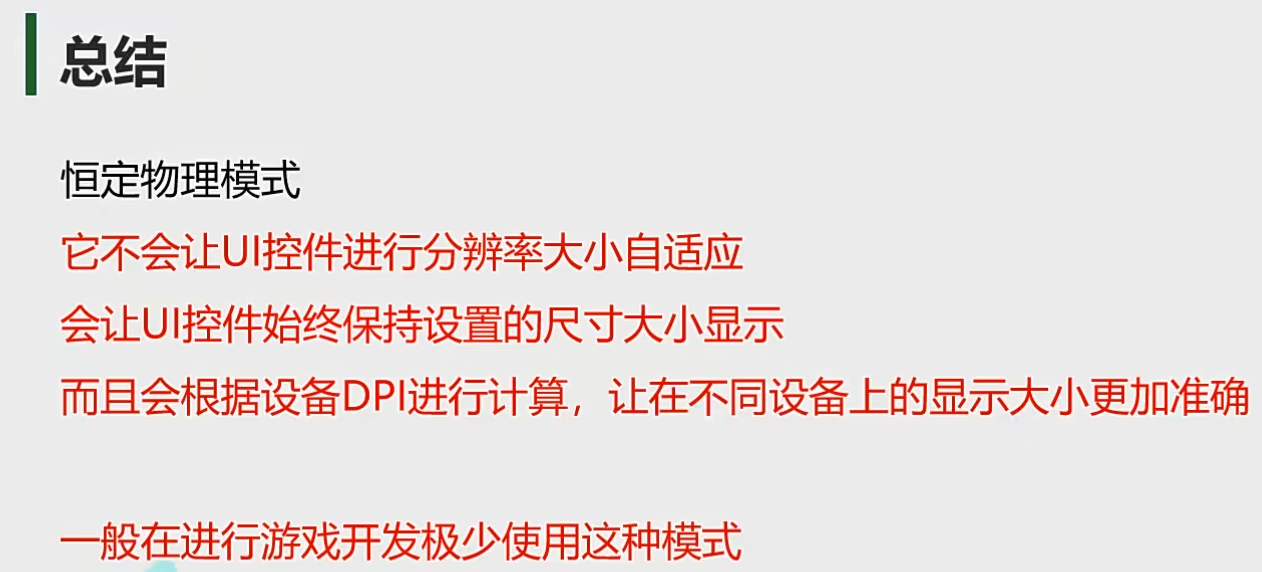 总结
恒定物理模式
它不会让UI控件进行分辨率大小自适应
会让UI控件始终保持设置的尺寸大小显示
而且会根据设备DPI进行计算，让在不同设备上的显示大小更加准确
一般在进行游戏开发极少使用这种模式